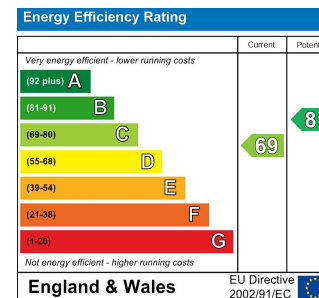 Energy Efficiency Rating
Current
Very energy efficient - lower running costs
(92 plus) A
(81-91) B
(69-80) C
(55-68) D
(39-54) E
(21-38) F
(1-20) G
69
Not energy efficient - higher running costs
England & Wales
EU Directive
2002/91/EC